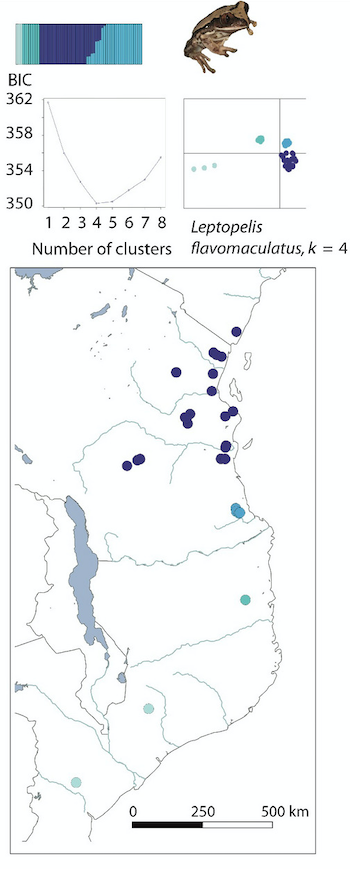 BIC
362
358
354
350
1 2 3 4 5 6 7 8
Number of clusters
Leptopelis
flavomaculatus, k = 4
0 250 500 km